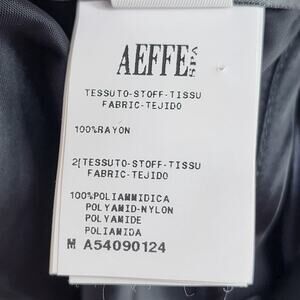 AEFFE SPA
TESSUTO-STOFF-TISSU
FABRIC-TEJIDO
100%RAYON
2[TESSUTO-STOFF-TISSU
FABRIC-TEJIDO
100%POLIAMMIDICA
POLYAMID-NYLON
POLYAMIDE
POLIAMIDA
M A54090124